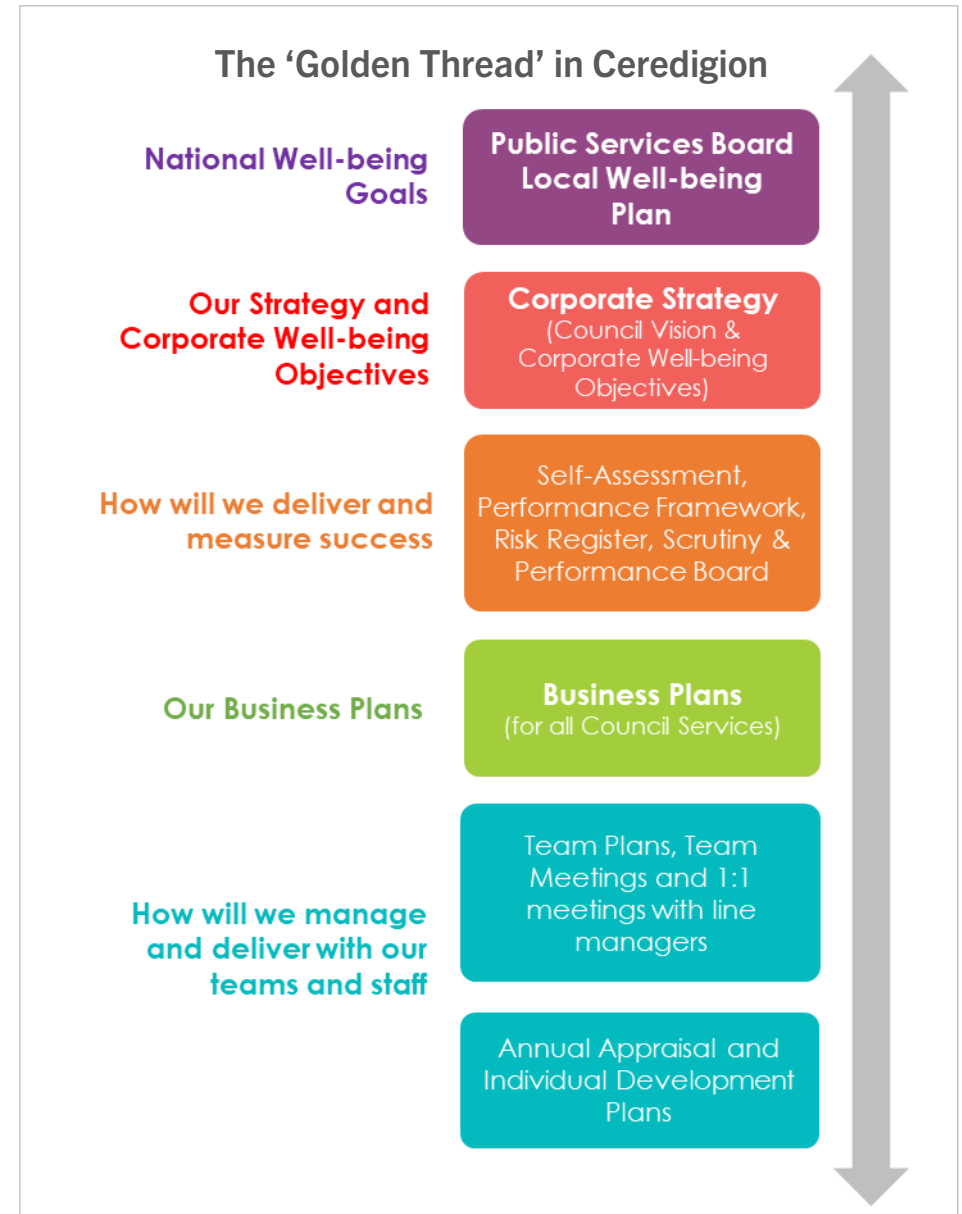 The ‘Golden Thread’ in Ceredigion
National Well-being
Goals
Public Services Board
Local Well-being
Plan
Our Strategy and
Corporate Well-being
Objectives
Corporate Strategy
(Council Vision &
Corporate Well-being
Objectives)
How will we deliver and
measure success
Self-Assessment,
Performance Framework,
Risk Register, Scrutiny &
Performance Board
Our Business Plans
Business Plans
(for all Council Services)
How will we manage
and deliver with our
teams and staff
Team Plans, Team
Meetings and 1:1
meetings with line
managers
Annual Appraisal and
Individual Development
Plans